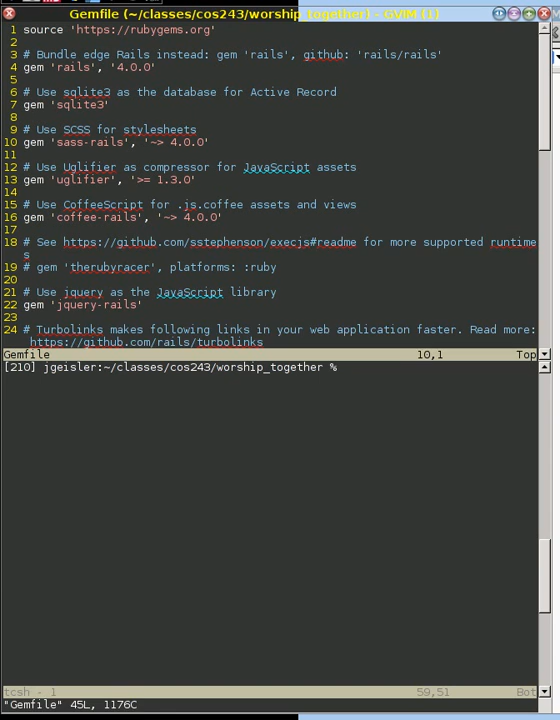 Gemfile (~/classes/cos243/worship_together) - GVIM (1)
1 source 'https://rubygems.org'
2
3 # Bundle edge Rails instead: gem 'rails', github: 'rails/rails'
4 gem 'rails', '4.0.0'
5
6 # Use sqlite3 as the database for Active Record
7 gem 'sqlite3'
8
9 # Use SCSS for stylesheets
10 gem 'sass-rails', '~> 4.0.0'
11
12 # Use Uglifier as compressor for JavaScript assets
13 gem 'uglifier', '>= 1.3.0'
14
15 # Use CoffeeScript for .js.coffee assets and views
16 gem 'coffee-rails', '~> 4.0.0'
17
18 # See https://github.com/sstephenson/execjs#readme for more supported runtime
s
19 # gem 'therubyracer', platforms: :ruby
20
21 # Use jquery as the JavaScript library
22 gem 'jquery-rails'
23
24 # Turbolinks makes following links in your web application faster. Read more:
https://github.com/rails/turbolinks
Gemfile 10,1 Top
[210] jgeisler:~/classes/cos243/worship_together %
tcsh - 1 59,51 Bot
"Gemfile" 45L, 1176C